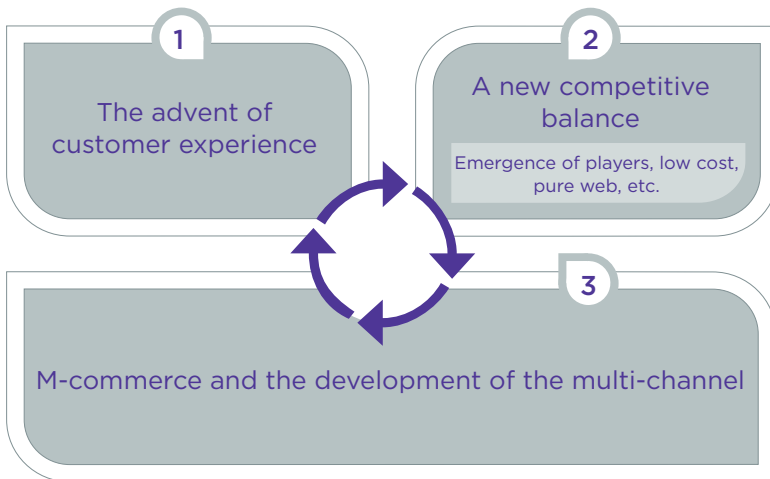 1
The advent of
customer experience
2
A new competitive
balance
Emergence of players, low cost,
pure web, etc.
3
M-commerce and the development of the multi-channel